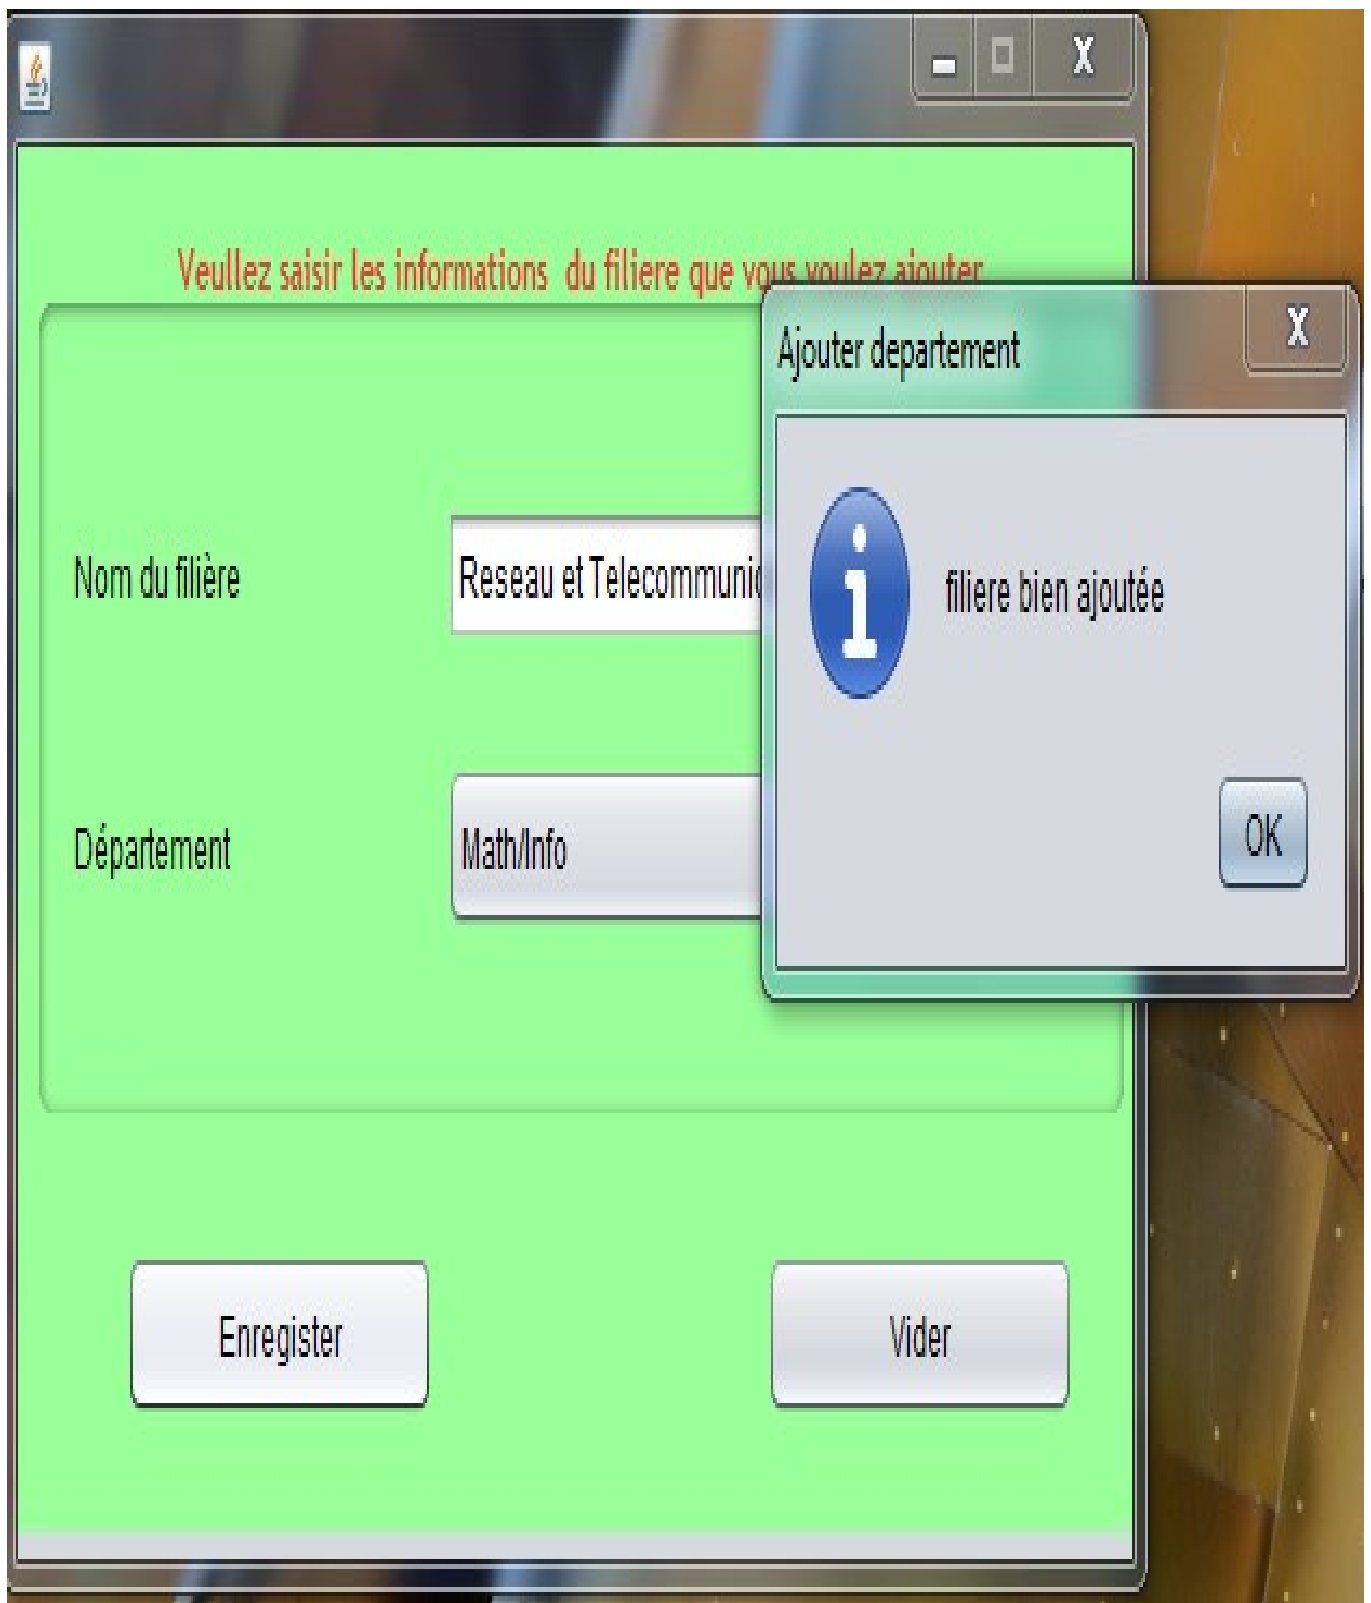 Veullez saisir les informations du filiere que vous voulez ajouter
Ajouter departement
Nom du filière
Reseau et Telecommunic
filiere bien ajoutée
Département
Math/Info
OK
Enregister
Vider